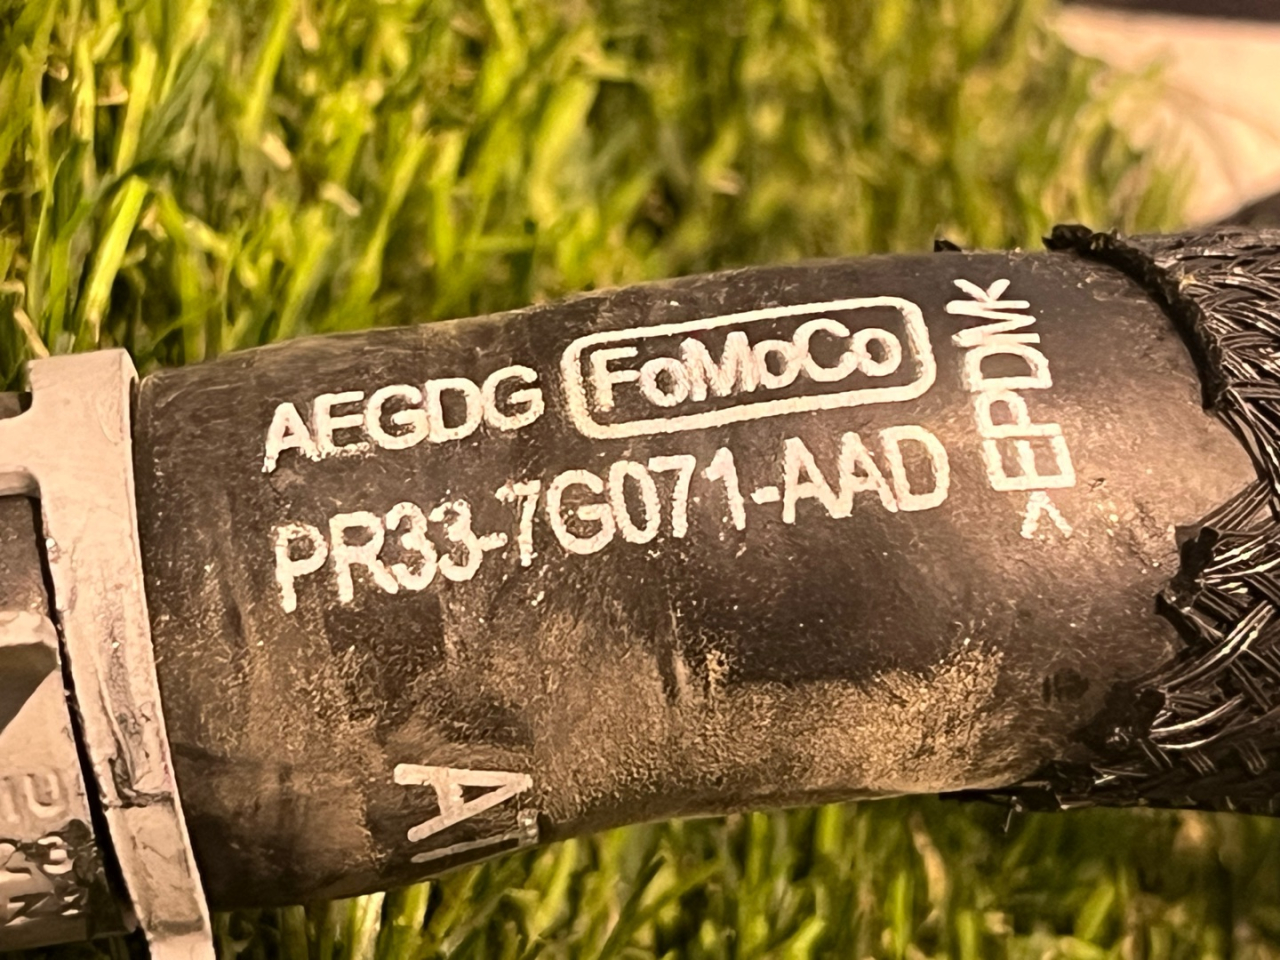 AEGDG FoMoCo
PR33-7G071-AAD
>EPDM<
A